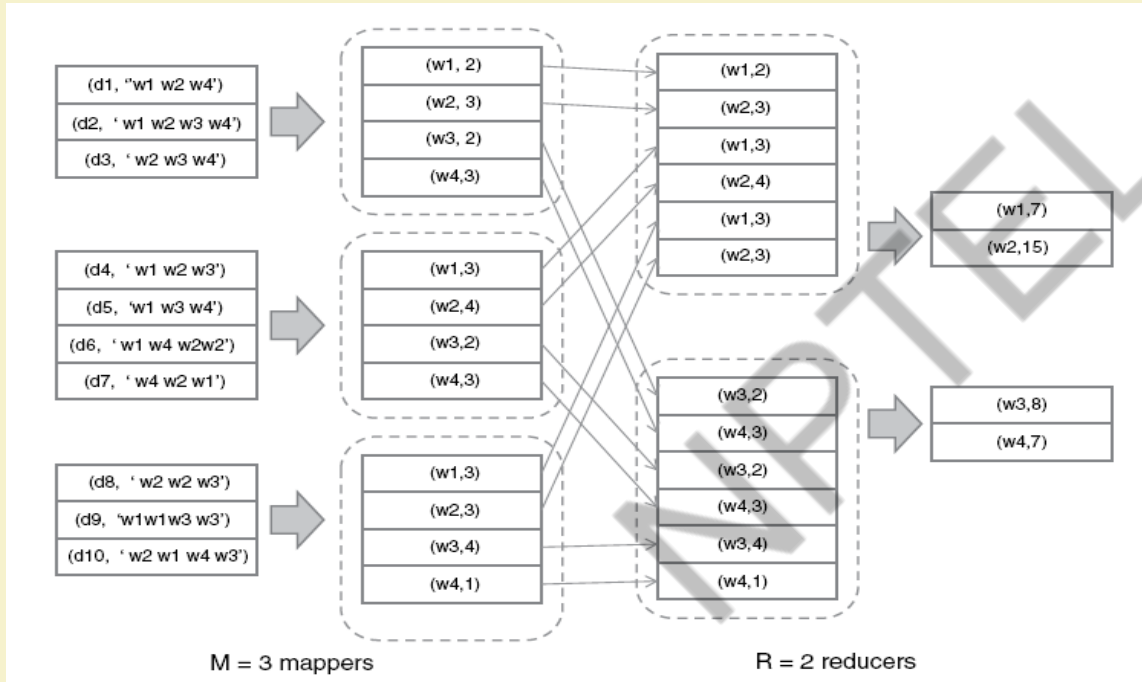 (d1, “w1 w2 w4’)
(d2, ‘ w1 w2 w3 w4’)
(d3, ‘ w2 w3 w4’)
(d4, ‘ w1 w2 w3’)
(d5, ‘ w1 w3 w4’)
(d6, ‘ w1 w4 w2w2’)
(d7, ‘ w4 w2 w1’)
(d8, ‘ w2 w2 w3’)
(d9, ‘w1w1w3 w3’)
(d10, ‘ w2 w1 w4 w3’)
(w1, 2)
(w2, 3)
(w3, 2)
(w4,3)
(w1,3)
(w2,4)
(w3,2)
(w4,3)
(w1,3)
(w2,3)
(w3,4)
(w4,1)
M = 3 mappers
(w1,2)
(w2,3)
(w1,3)
(w2,4)
(w1,3)
(w2,3)
(w3,2)
(w4,3)
(w3,2)
(w4,3)
(w3,4)
(w4,1)
R = 2 reducers
(w1,7)
(w2,15)
(w3,8)
(w4,7)
NPTEL